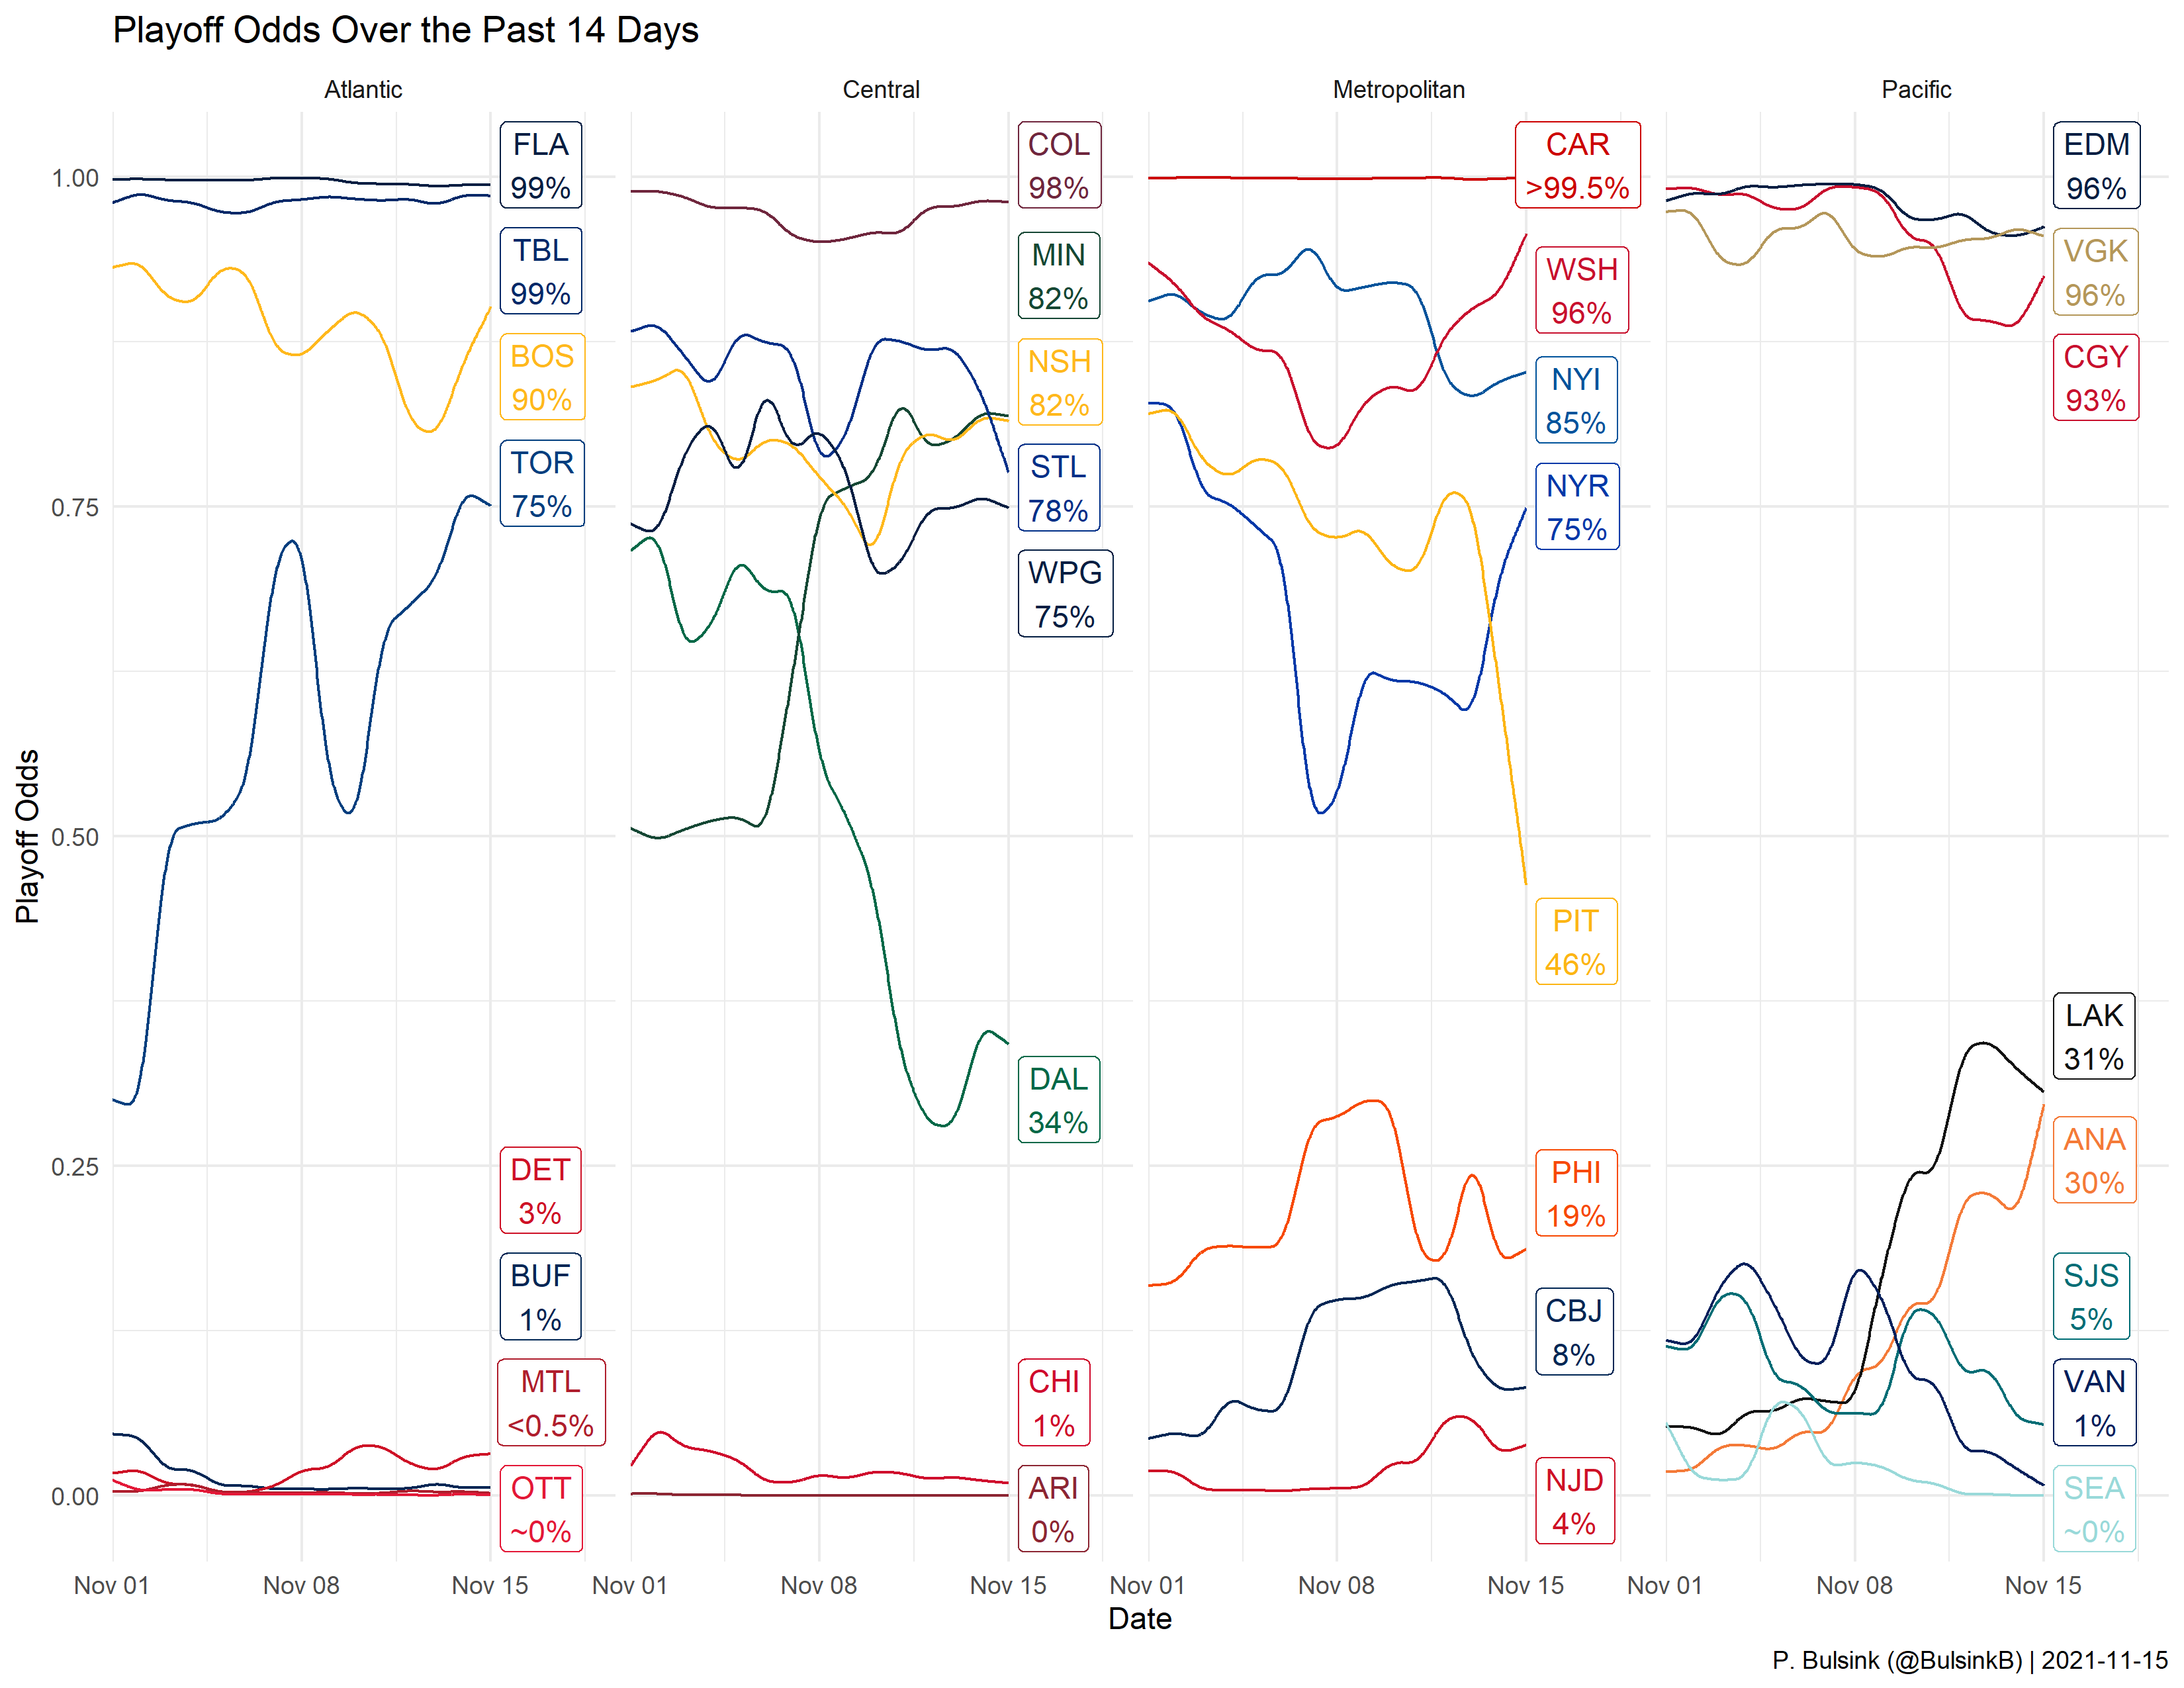 Playoff Odds Over the Past 14 Days
Atlantic
Central
Metropolitan
Pacific
Playoff Odds
1.00
0.75
0.50
0.25
0.00
FLA
99%
TBL
99%
BOS
90%
TOR
75%
DET
3%
BUF
1%
MTL
<0.5%
OTT
~0%
COL
98%
MIN
82%
NSH
82%
STL
78%
WPG
75%
DAL
34%
CHI
1%
ARI
0%
CAR
>99.5%
WSH
96%
NYI
85%
NYR
75%
PIT
46%
PHI
19%
CBJ
8%
NJD
4%
EDM
96%
VGK
96%
CGY
93%
LAK
31%
ANA
30%
SJS
5%
VAN
1%
SEA
~0%
Nov 01 Nov 08 Nov 15 Nov 01 Nov 08 Nov 15 Nov 01 Nov 08 Nov 15 Nov 01 Nov 08 Nov 15
Date
P. Bulsink (@BulsinkB) | 2021-11-15